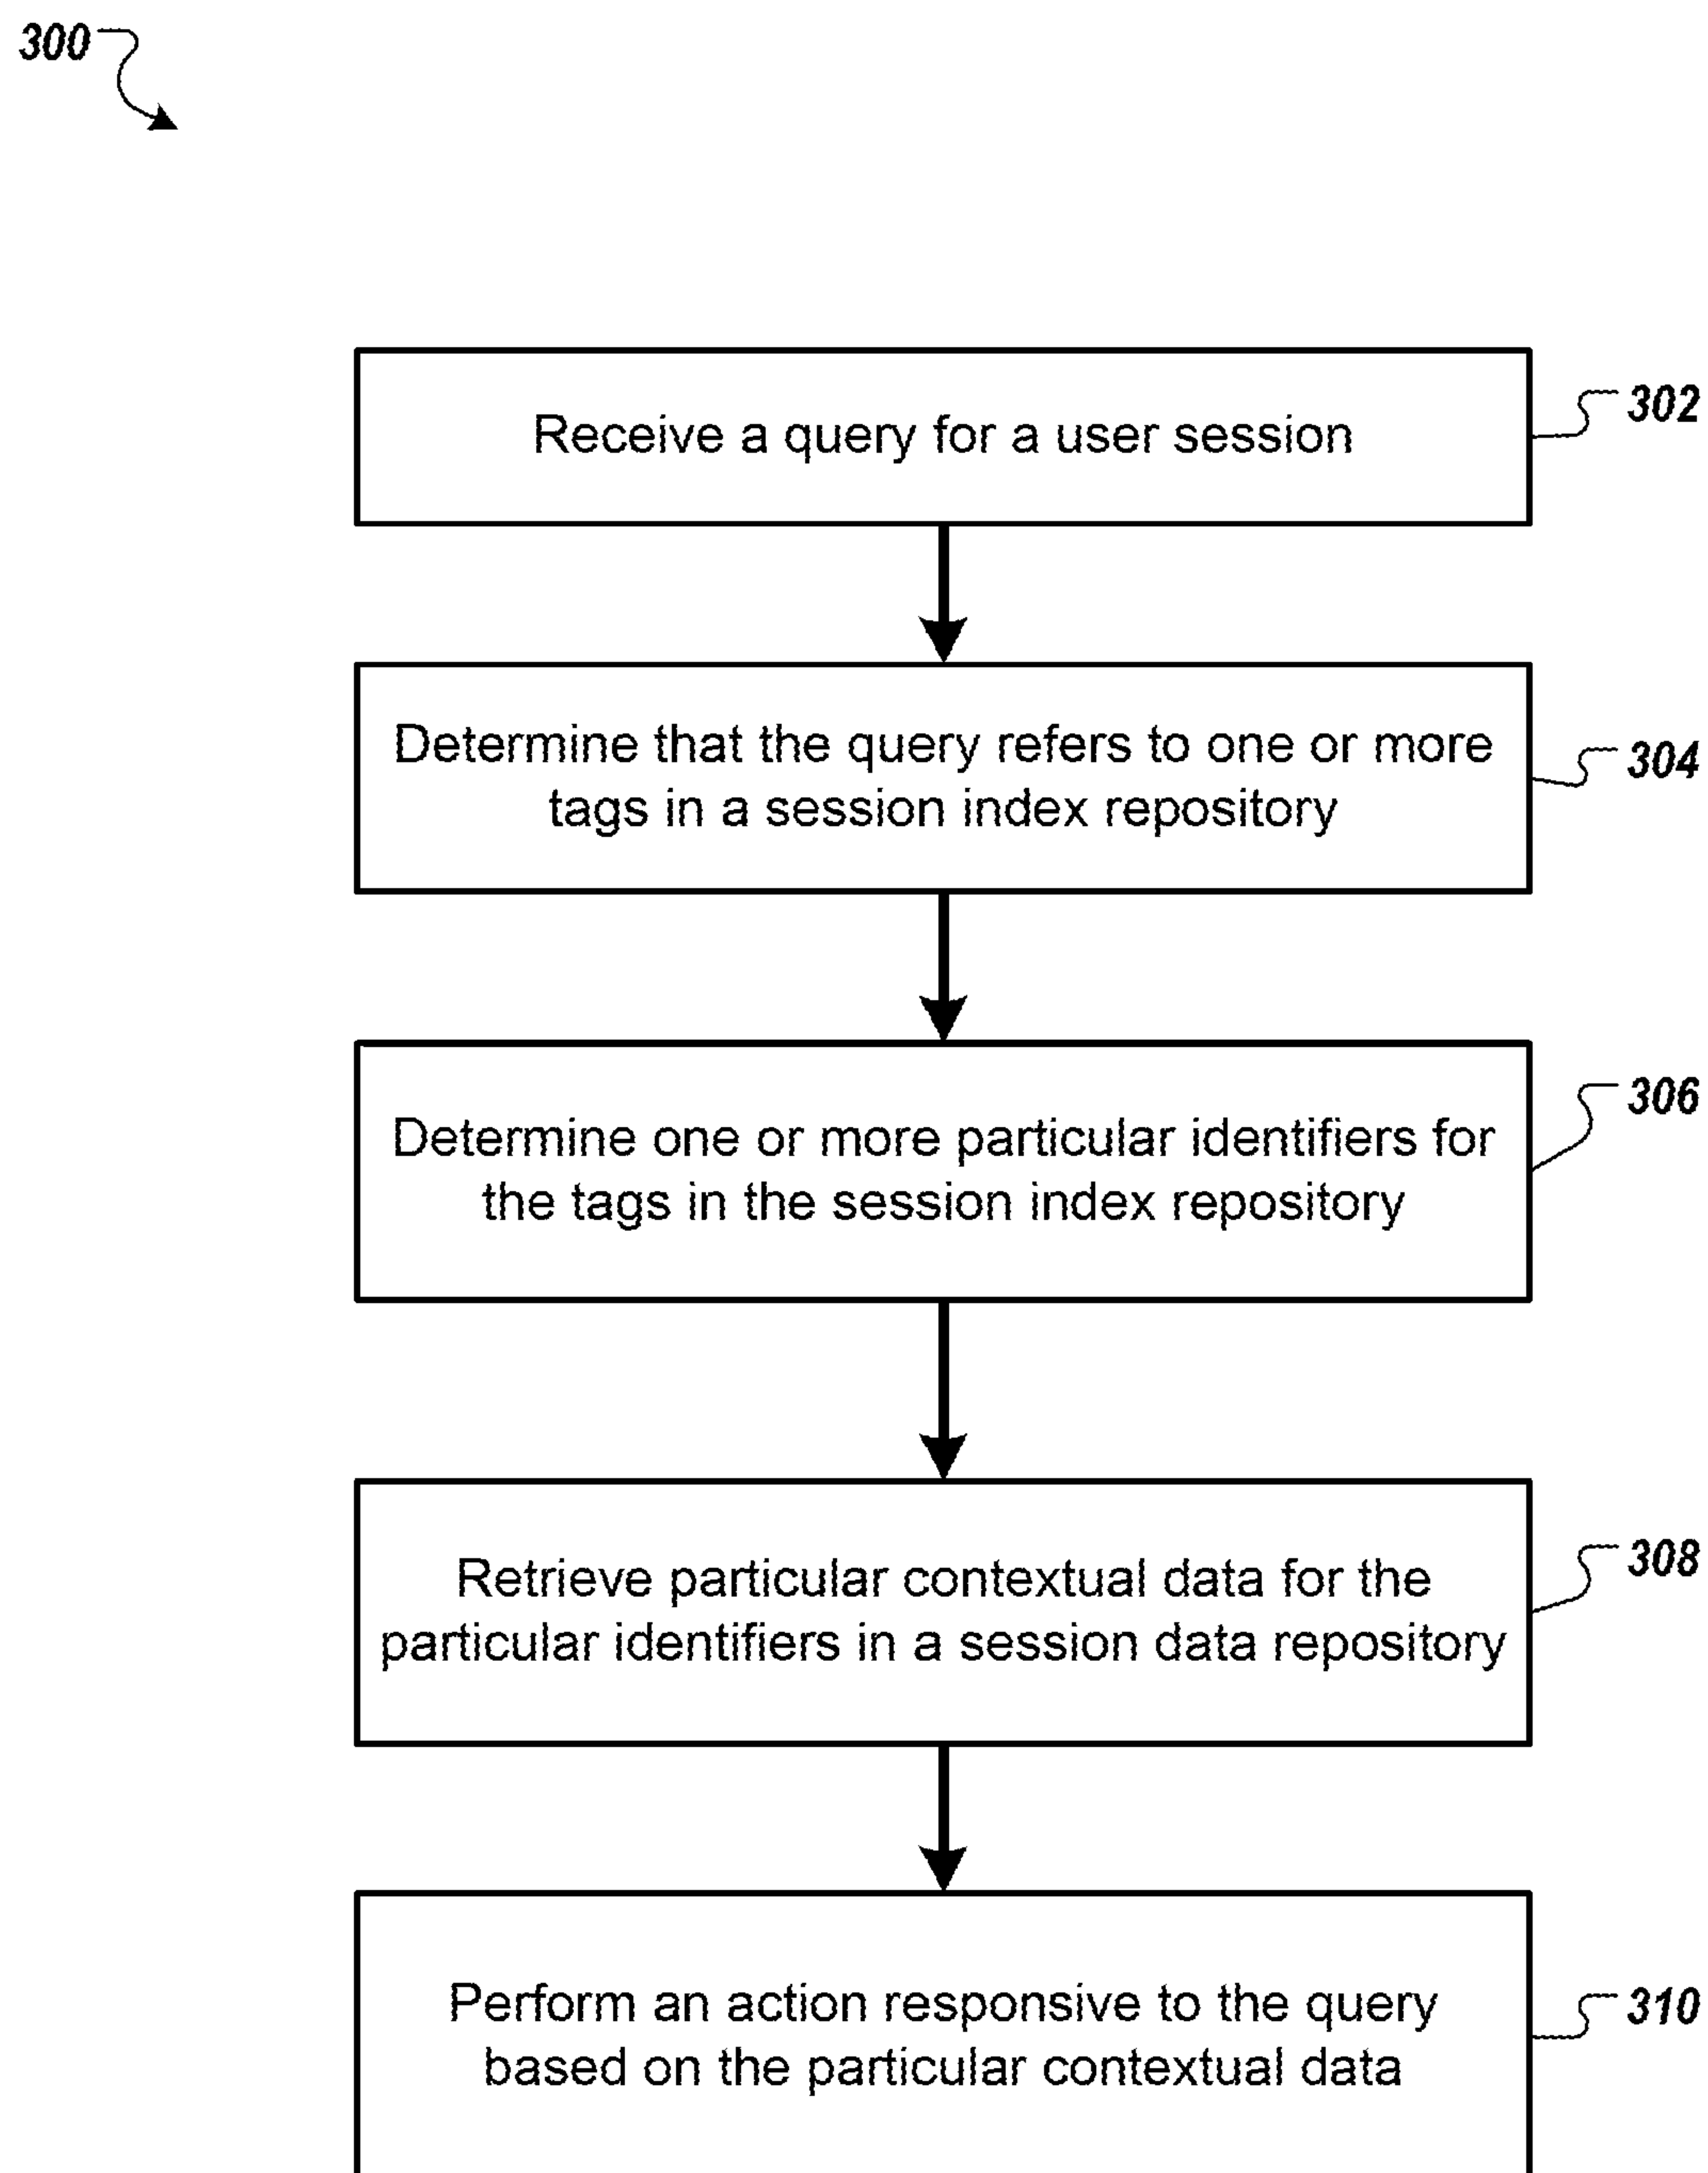 300
Receive a query for a user session
302
Determine that the query refers to one or more
tags in a session index repository
304
Determine one or more particular identifiers for
the tags in the session index repository
306
Retrieve particular contextual data for the
particular identifiers in a session data repository
308
Perform an action responsive to the query
based on the particular contextual data
310